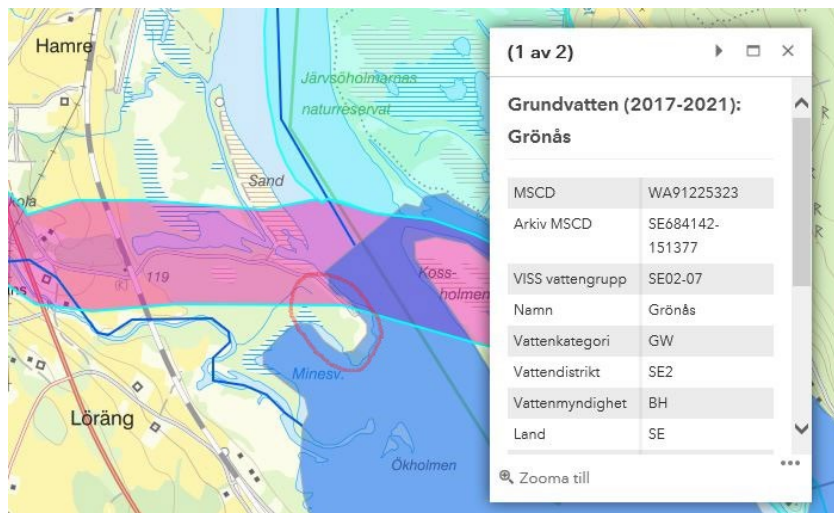 Hamre
Järvsöholmarnas
naturreservat
Sand
119
Koss-
holmen
Minesv.
Löräng
Ökholmen
(1 av 2)
Grundvatten (2017-2021):
Grönås
MSCD WA91225323
Arkiv MSCD SE684142-
151377
VISS vattengrupp SE02-07
Namn Grönås
Vattenkategori GW
Vattendistrikt SE2
Vattenmyndighet BH
Land SE
Zooma till